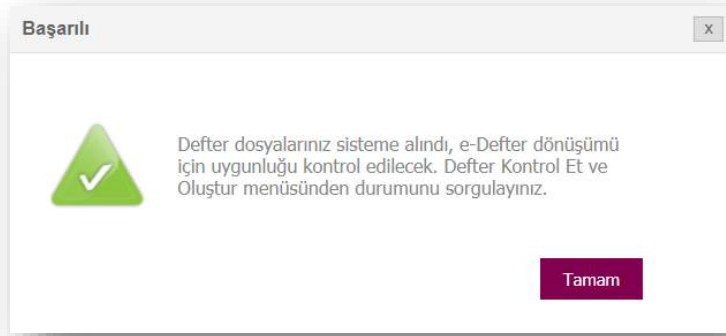 Başarılı
x
Defter dosyalarınız sisteme alındı, e-Defter dönüşümü
için uygunluğu kontrol edilecek. Defter Kontrol Et ve
Oluştur menüsünden durumunu sorgulayınız.
Tamam